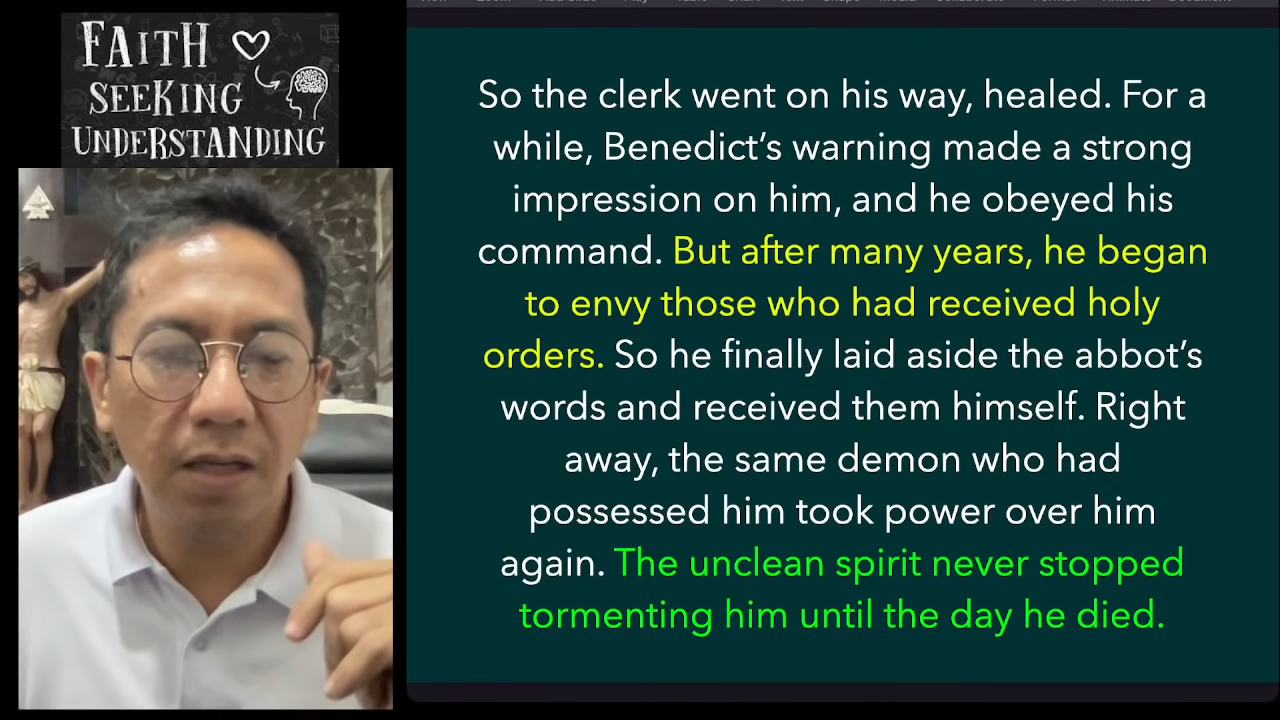 FAITH
SEEKING
UNDERSTANDING
So the clerk went on his way, healed. For a
while, Benedict’s warning made a strong
impression on him, and he obeyed his
command. But after many years, he began
to envy those who had received holy
orders. So he finally laid aside the abbot’s
words and received them himself. Right
away, the same demon who had
possessed him took power over him
again. The unclean spirit never stopped
tormenting him until the day he died.